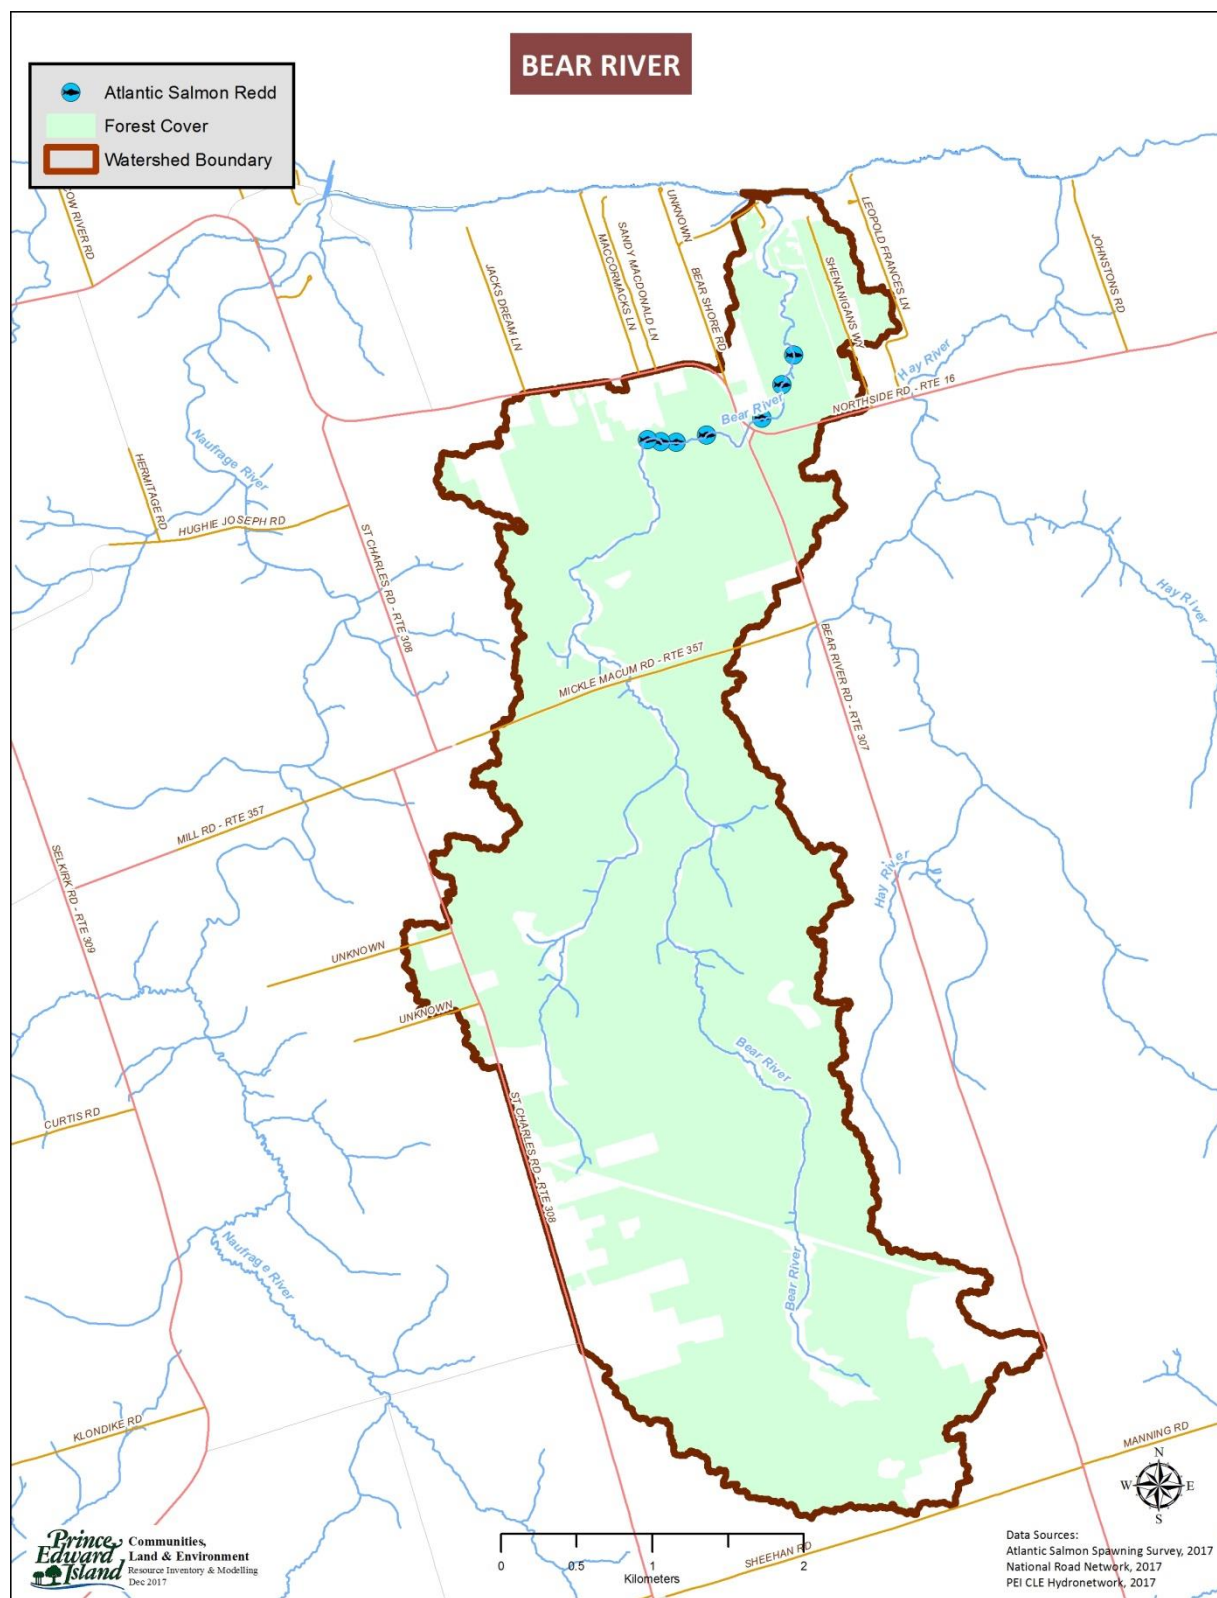 BEAR RIVER
Atlantic Salmon Redd
Forest Cover
Watershed Boundary
COW RIVER RD
JACKS DREAM LN
MACCORMACKS LN
SANDY MACDONALD LN
UNKNOWN
BEAR SHORE RD
SHENANIGANS WY
LEOPOLD FRANCES LN
JOHNSTONS RD
Hay River
NORTHSIDE RD - RTE 16
Bear River
Naufrage River
HERMITAGE RD
HUGHIE JOSEPH RD
ST CHARLES RD - RTE 308
Hay River
MICKLE MACUM RD - RTE 357
BEAR RIVER RD - RTE 307
MILL RD - RTE 357
SELKIRK RD - RTE 309
Hay River
UNKNOWN
UNKNOWN
Bear River
CURTIS RD
ST CHARLES RD - RTE 308
Naufrage River
Bear River
KLONDIKE RD
MANNING RD
N
W E
S
SHEEHAN RD
0 0.5 1 2
Kilometers
Prince
Edward
Island
Communities,
Land & Environment
Resource Inventory & Modelling
Dec 2017
Data Sources:
Atlantic Salmon Spawning Survey, 2017
National Road Network, 2017
PEI CLE Hydronetwork, 2017